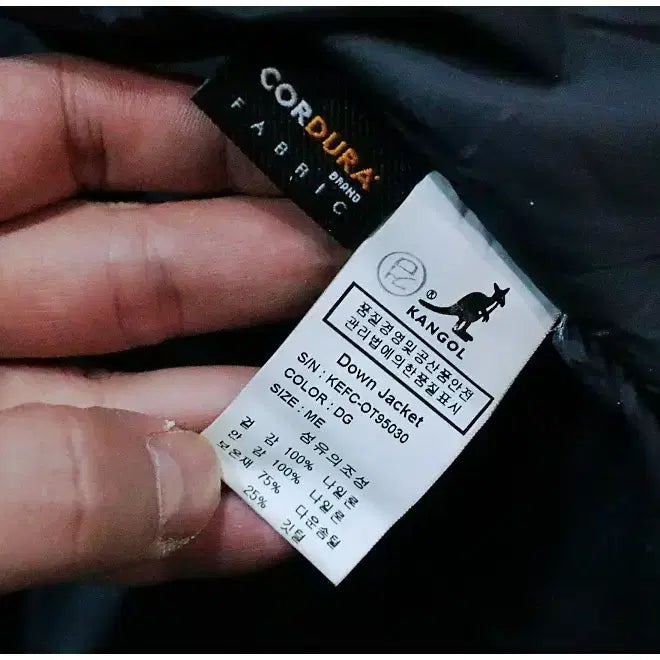 CORDURA
BRAND
FABRIC
®
KANGOL
품질경영및공산품안전
관리법에의한품질표시
Down Jacket
S/N : KEFC-OT95030
COLOR : DG
SIZE : ME
섬유의조성
겉 감 100% 나일론
안 감 100% 나일론
보온재 75% 다운솜털
25% 깃털